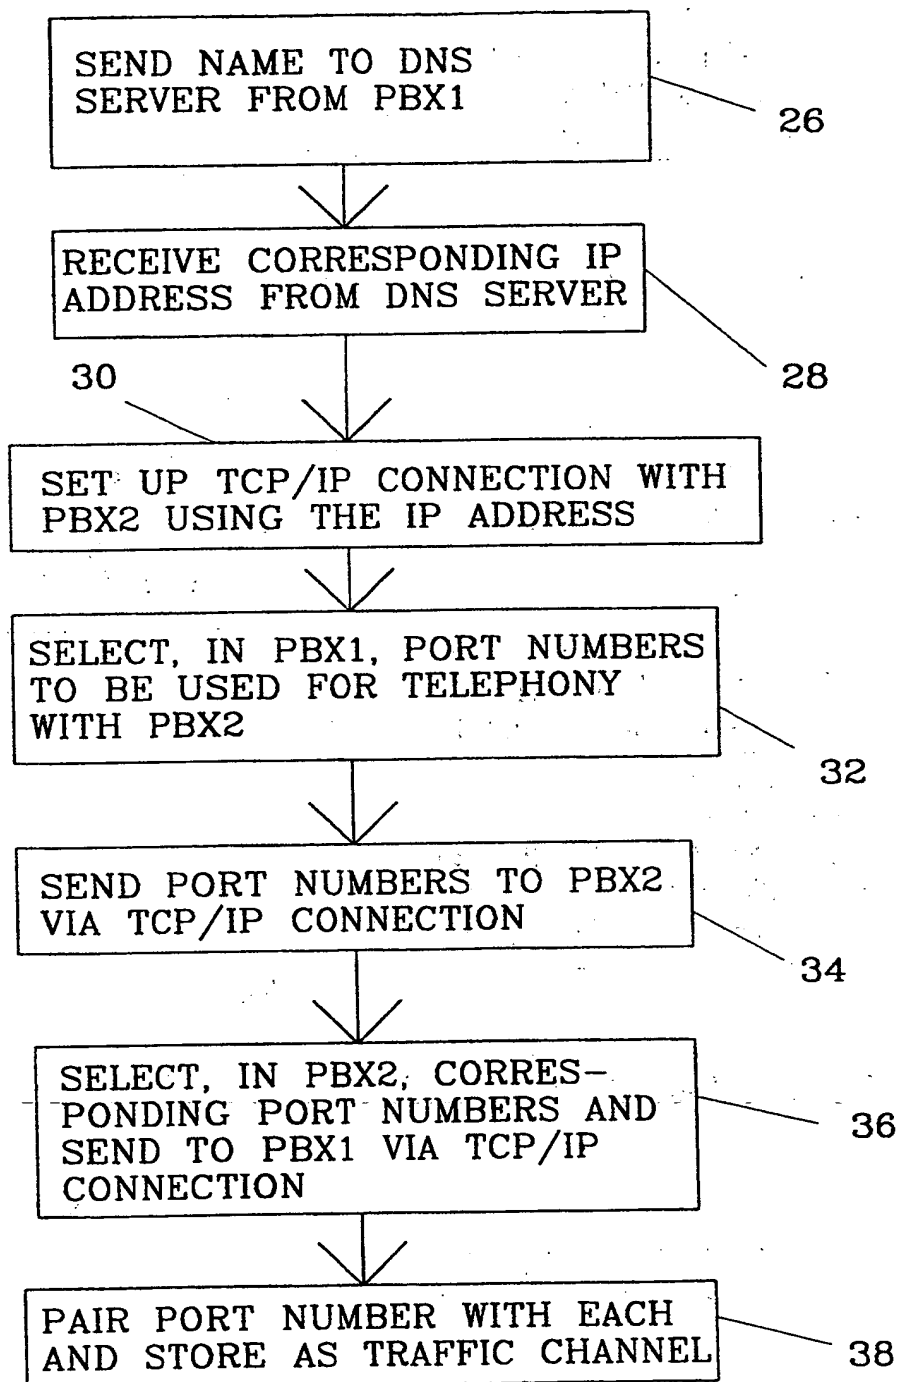 SEND NAME TO DNS
SERVER FROM PBX1
26
RECEIVE CORRESPONDING IP
ADDRESS FROM DNS SERVER
28
30
SET UP TCP/IP CONNECTION WITH
PBX2 USING THE IP ADDRESS
SELECT, IN PBX1, PORT NUMBERS
TO BE USED FOR TELEPHONY
WITH PBX2
32
SEND PORT NUMBERS TO PBX2
VIA TCP/IP CONNECTION
34
SELECT, IN PBX2, CORRES-
PONDING PORT NUMBERS AND
SEND TO PBX1 VIA TCP/IP
CONNECTION
36
PAIR PORT NUMBER WITH EACH
AND STORE AS TRAFFIC CHANNEL
38